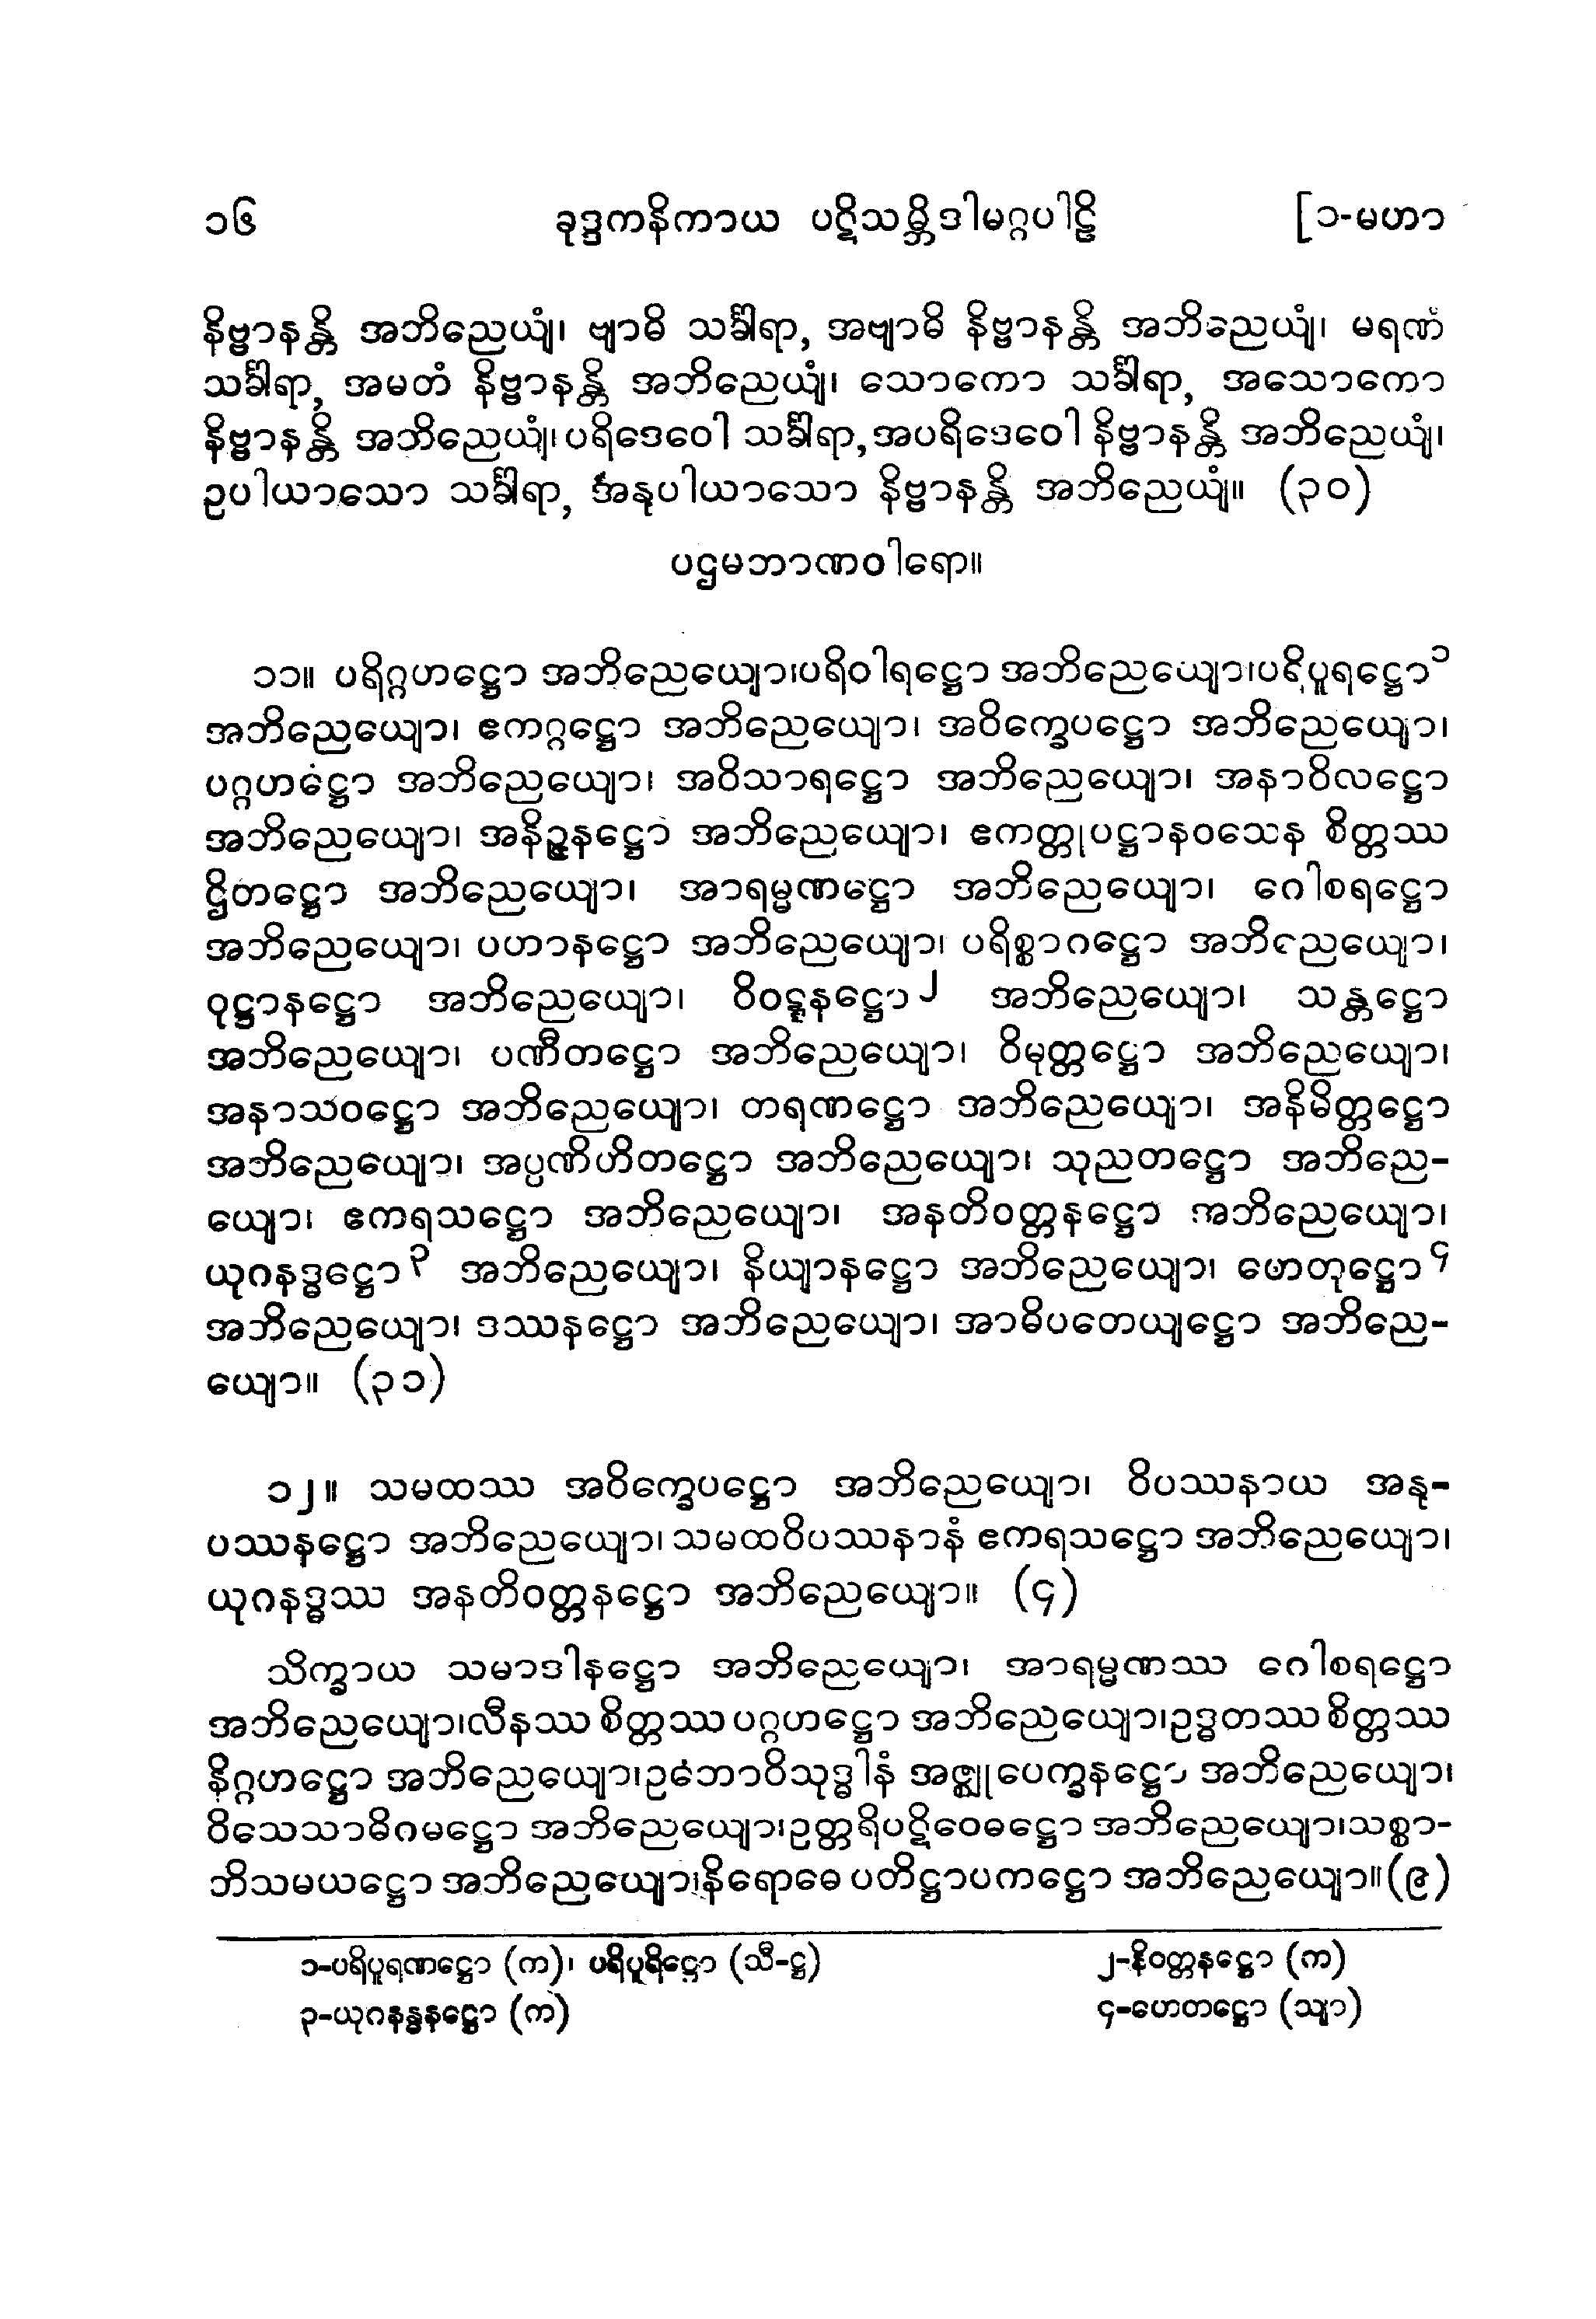 ၁၆ ခုဒ္ဒကနိကာယ ပဋိသမ္ဘိဒါမဂ္ဂပါဠိ [၁-မဟာ
နိဗ္ဗာနန္တိ အဘိညေယျံ၊ ဗျာဓိ သင်္ခါရာ, အဗျာဓိ နိဗ္ဗာနန္တိ အဘိညေယျံ၊ မရဏံ
သင်္ခါရာ, အမတံ နိဗ္ဗာနန္တိ အဘိညေယျံ၊ သောကော သင်္ခါရာ, အသောကော
နိဗ္ဗာနန္တိ အဘိညေယျံ၊ ပရိဒေဝေါ သင်္ခါရာ, အပရိဒေဝေါ နိဗ္ဗာနန္တိ အဘိညေယျံ၊
ဥပါယာသော သင်္ခါရာ, အနုပါယာသော နိဗ္ဗာနန္တိ အဘိညေယျံ။ (၃၀)
ပဌမဘာဏဝါရော။
၁၁။ ပရိဂ္ဂဟဋ္ဌော အဘိညေယျော၊ ပရိဝါရဋ္ဌော အဘိညေယျော၊ ပရိပူရဋ္ဌော၁
အဘိညေယျော၊ ဧကဂ္ဂဋ္ဌော အဘိညေယျော၊ အဝိက္ခေပဋ္ဌော အဘိညေယျော၊
ပဂ္ဂဟဋ္ဌော အဘိညေယျော၊ အဝိသာရဋ္ဌော အဘိညေယျော၊ အနာဝိလဋ္ဌော
အဘိညေယျော၊ အနိဉ္ဇနဋ္ဌော အဘိညေယျော၊ ဧကတ္တုပဋ္ဌာနဝသေန စိတ္တဿ
ဌိတဋ္ဌော အဘိညေယျော၊ အာရမ္မဏဋ္ဌော အဘိညေယျော၊ ဂေါစရဋ္ဌော
အဘိညေယျော၊ ပဟာနဋ္ဌော အဘိညေယျော၊ ပရိစ္စာဂဋ္ဌော အဘိညေယျော၊
ဝုဋ္ဌာနဋ္ဌော အဘိညေယျော၊ ဝိဝဋ္ဋနဋ္ဌော၂ အဘိညေယျော၊ သန္တဋ္ဌော
အဘိညေယျော၊ ပဏီတဋ္ဌော အဘိညေယျော၊ ဝိမုတ္တဋ္ဌော အဘိညေယျော၊
အနာသဝဋ္ဌော အဘိညေယျော၊ တရဏဋ္ဌော အဘိညေယျော၊ အနိမိတ္တဋ္ဌော
အဘိညေယျော၊ အပ္ပဏိဟိတဋ္ဌော အဘိညေယျော၊ သုညတဋ္ဌော အဘိညေ-
ယျော၊ ဧကရသဋ္ဌော အဘိညေယျော၊ အနတိဝတ္တနဋ္ဌော အဘိညေယျော၊
ယုဂနဒ္ဓဋ္ဌော၃ အဘိညေယျော၊ နိယျာနဋ္ဌော အဘိညေယျော၊ ဟေတုဋ္ဌော၄
အဘိညေယျော၊ ဒဿနဋ္ဌော အဘိညေယျော၊ အာဓိပတေယျဋ္ဌော အဘိညေ-
ယျော။ (၃၁)
၁၂။ သမထဿ အဝိက္ခေပဋ္ဌော အဘိညေယျော၊ ဝိပဿနာယ အနု-
ပဿနဋ္ဌော အဘိညေယျော၊ သမထဝိပဿနာနံ ဧကရသဋ္ဌော အဘိညေယျော၊
ယုဂနဒ္ဓဿ အနတိဝတ္တနဋ္ဌော အဘိညေယျော။ (၄)
သိက္ခာယ သမာဒါနဋ္ဌော အဘိညေယျော၊ အာရမ္မဏဿ ဂေါစရဋ္ဌော
အဘိညေယျော၊ လီနဿ စိတ္တဿ ပဂ္ဂဟဋ္ဌော အဘိညေယျော၊ ဥဒ္ဓတဿ စိတ္တဿ
နိဂ္ဂဟဋ္ဌော အဘိညေယျော၊ ဥဘောဝိသုဒ္ဓါနံ အဇ္ဈုပေက္ခနဋ္ဌော အဘိညေယျော၊
ဝိသေသာဓိဂမဋ္ဌော အဘိညေယျော၊ ဥတ္တရိပဋိဝေဓဋ္ဌော အဘိညေယျော၊ သစ္စာ-
ဘိသမယဋ္ဌော အဘိညေယျော၊ နိရောဓေ ပတိဋ္ဌာပကဋ္ဌော အဘိညေယျော။ (၉)
၁-ပရိပူရဏဋ္ဌော (က)၊ ပရိပူရိဋ္ဌော (သီ-ဋ္ဌ) ၂-နိဝတ္တနဋ္ဌော (က)
၃-ယုဂနန္ဓနဋ္ဌော (က) ၄-ဟေတဋ္ဌော (သျာ)